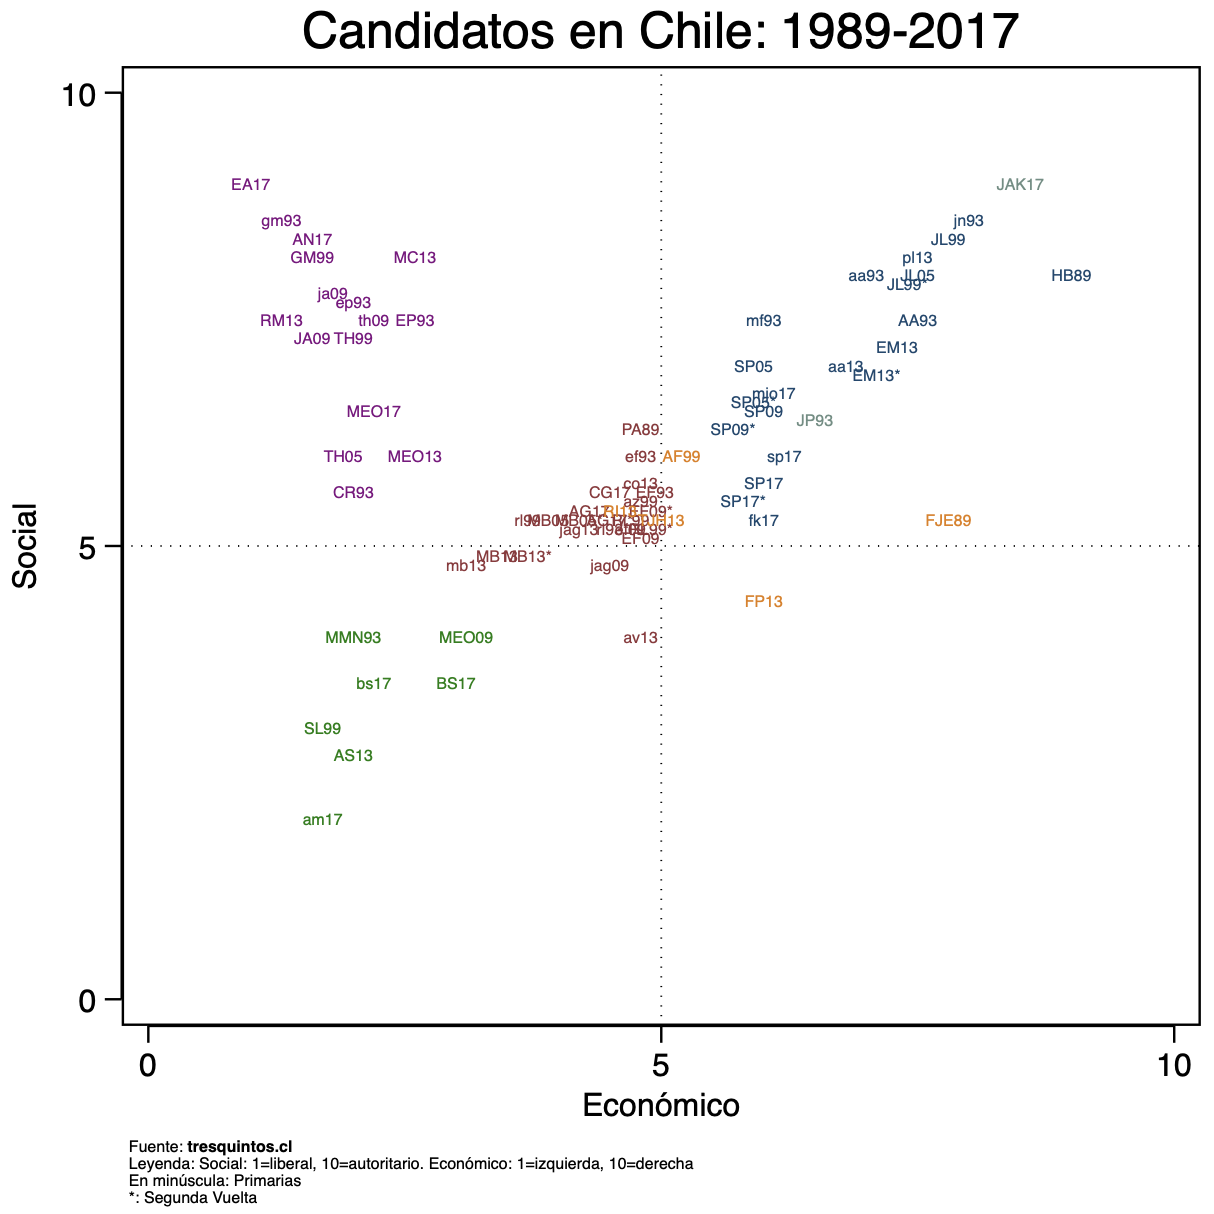 Candidatos en Chile: 1989-2017
10
EA17 JAK17
gm93 jn93
AN17 JL99
GM99 MC13 pl13
aa93 JL05 HB89
JL99*
ja09
ep93
RM13 th09 EP93 mf93 AA93
JA09 TH99
EM13
SP05 aa13
EM13*
mjo17
SP05*
MEO17 SP09
JP93
PA89 SP09*
TH05 MEO13 ef93 AF99 sp17
co13 SP17
CR93 CG17 EF93
az99 SP17*
AG17 EF09*
rl99 MB05 fk17 FJE89
jag13
EF09
5
MB13 MB13*
mb13 jag09
FP13
MMN93 MEO09 av13
bs17 BS17
SL99
AS13
am17
0
Social
0 5 10
Económico
Fuente: tresquintos.cl
Leyenda: Social: 1=liberal, 10=autoritario. Económico: 1=izquierda, 10=derecha
En minúscula: Primarias
*: Segunda Vuelta